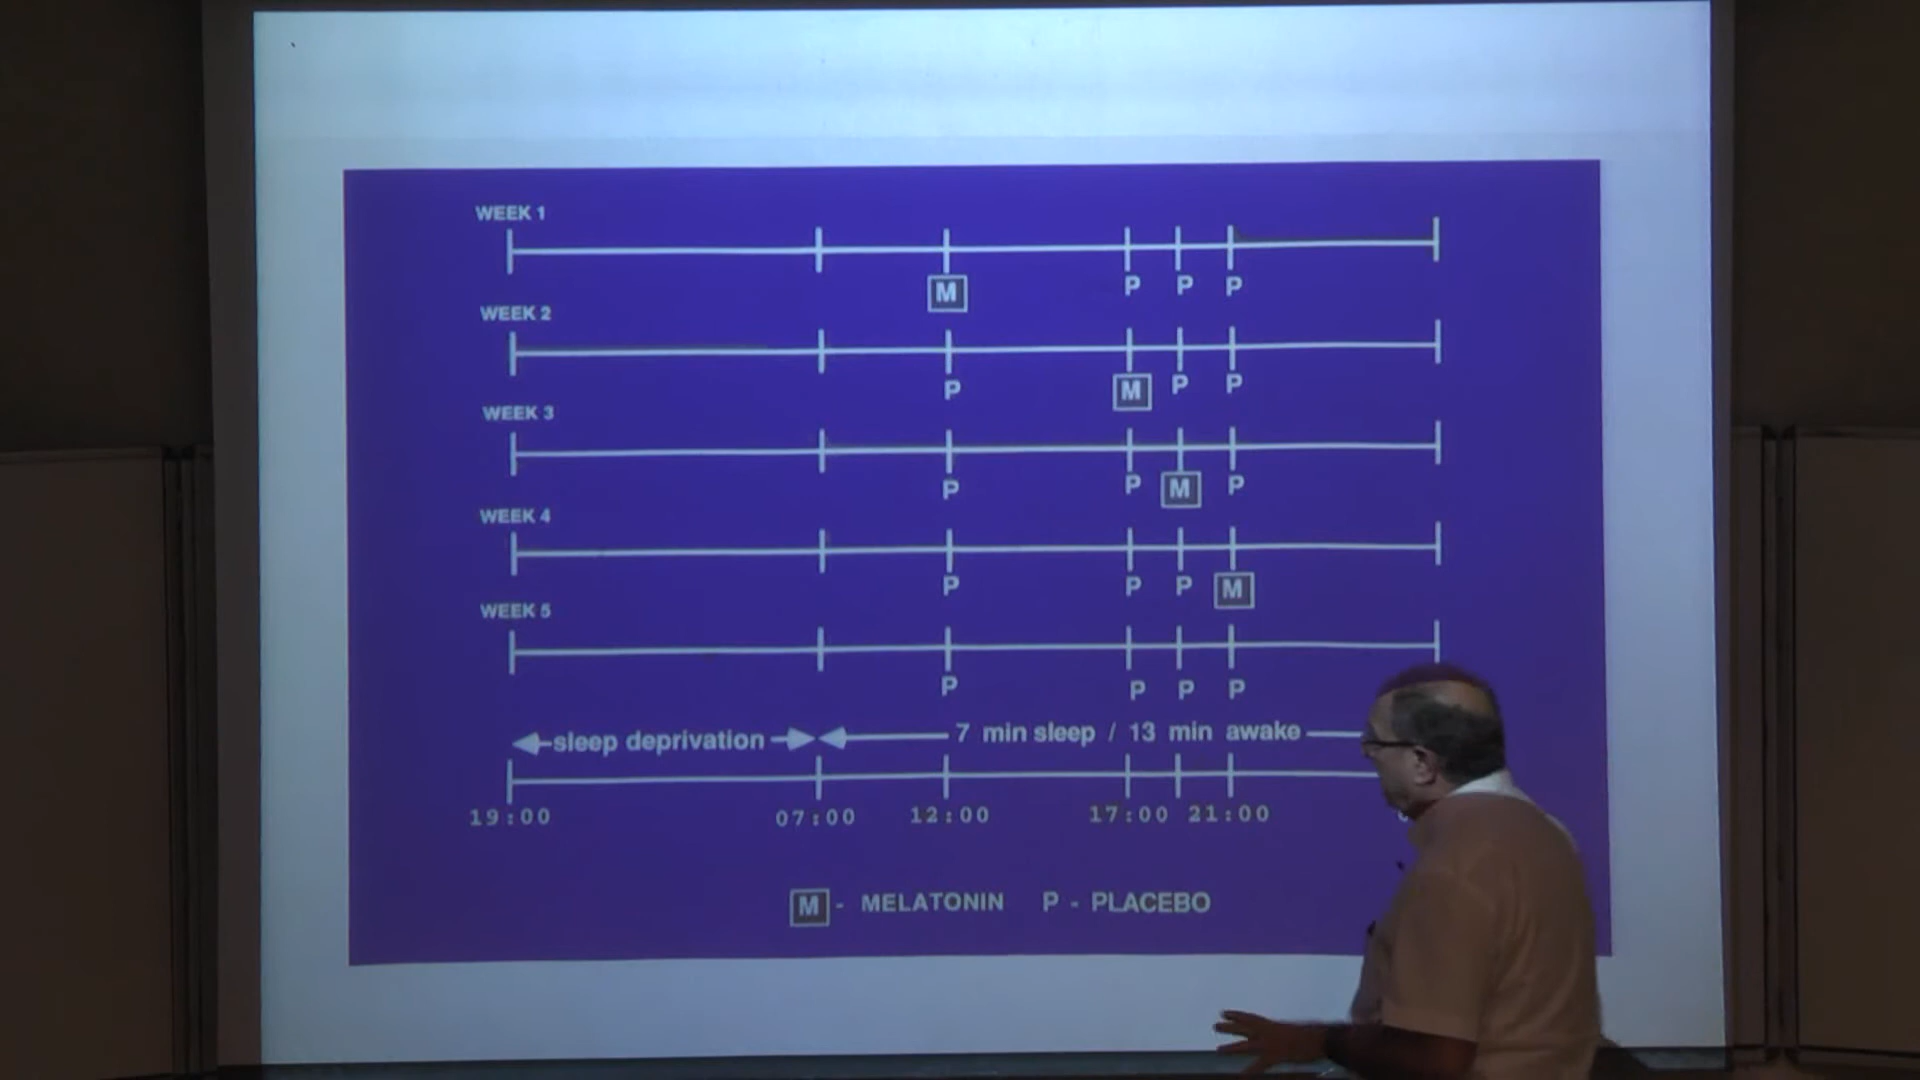 WEEK 1
M P P P
WEEK 2
P M P P
WEEK 3
P P M P
WEEK 4
P P P M
WEEK 5
P P P P
sleep deprivation 7 min sleep / 13 min awake
19:00 07:00 12:00 17:00 21:00
M - MELATONIN P - PLACEBO